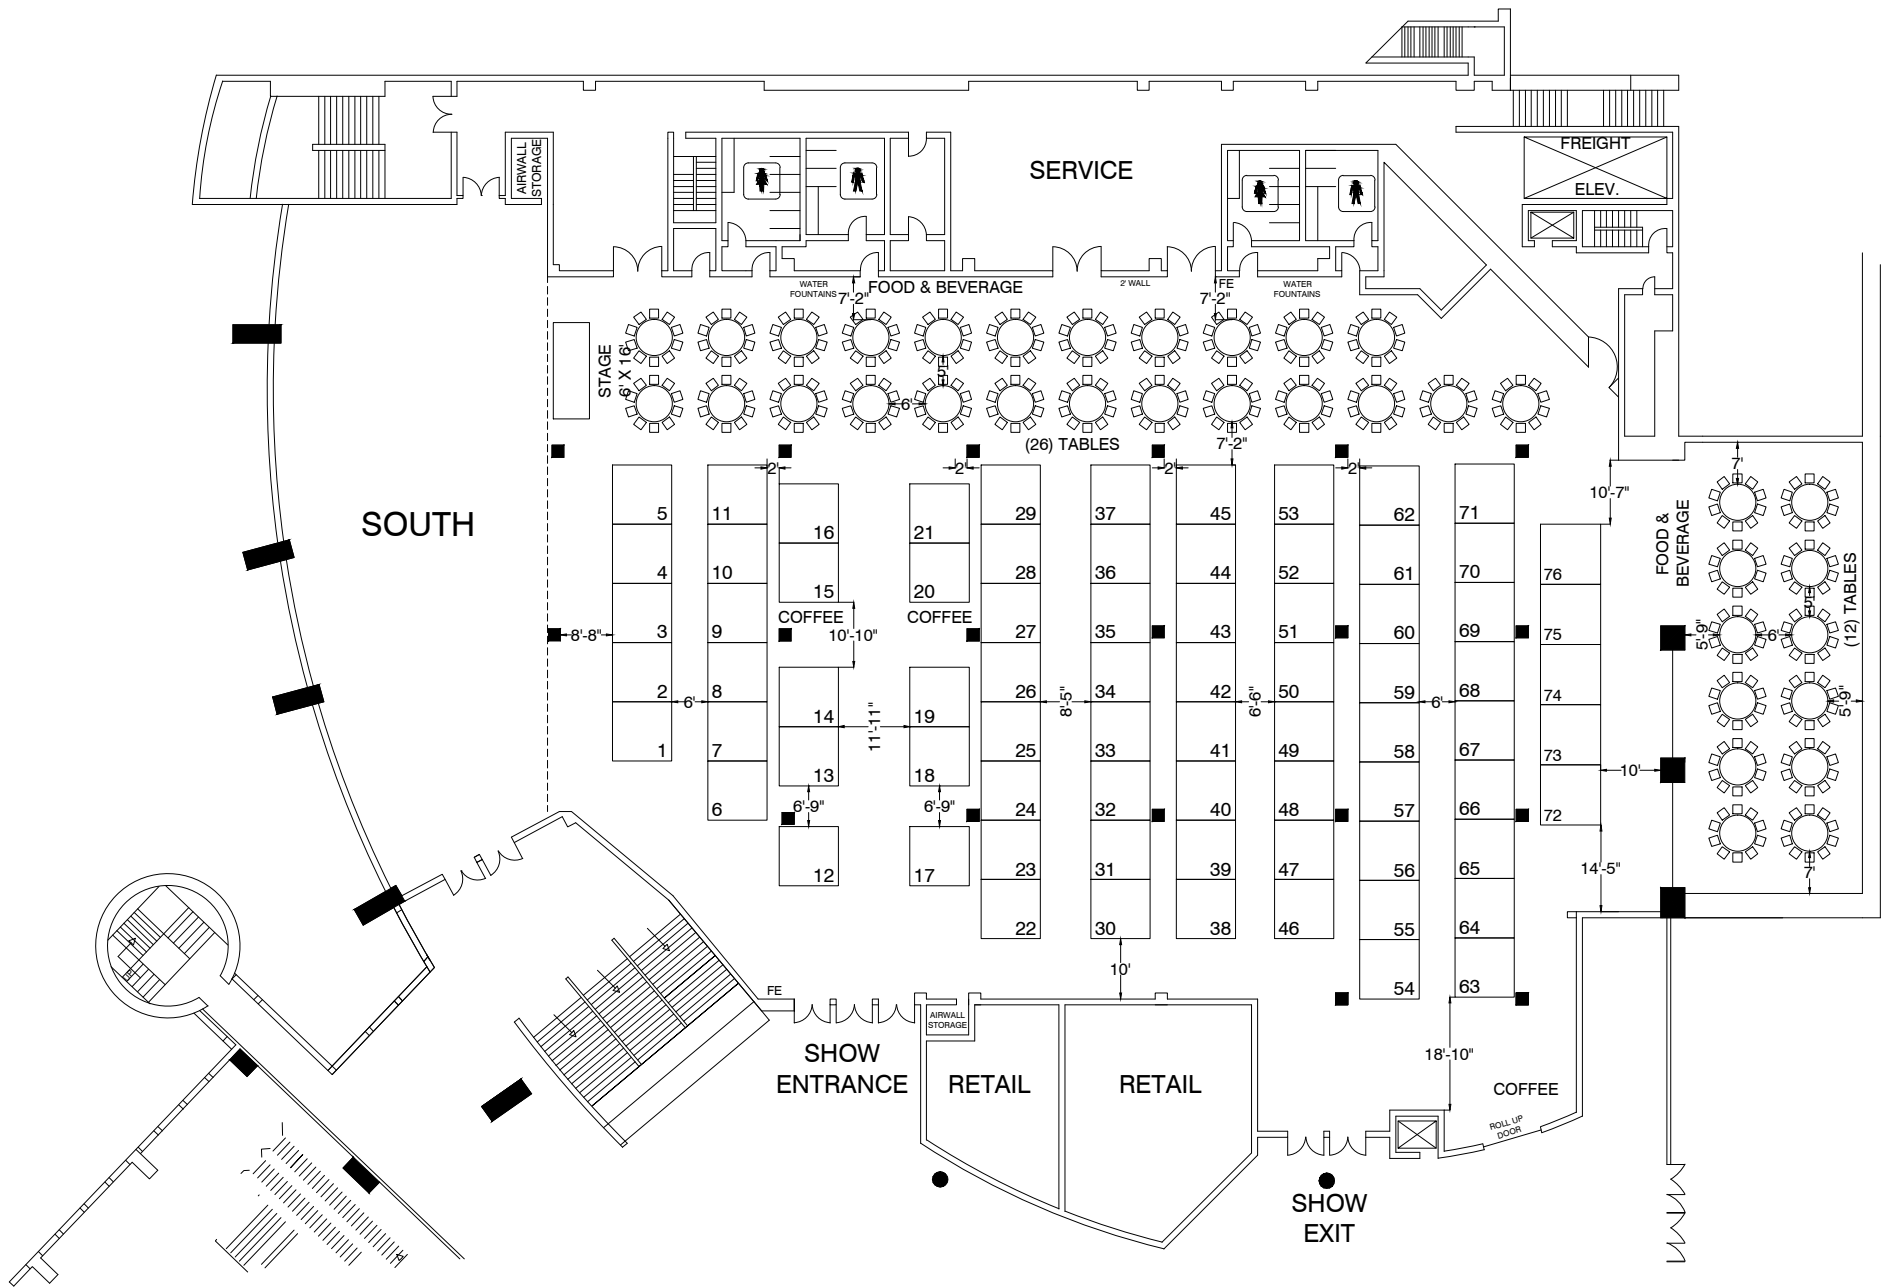 AIRWALL
STORAGE
SERVICE
FREIGHT
ELEV.
WATER
FOUNTAINS
FOOD & BEVERAGE
2' WALL
FE
WATER
FOUNTAINS
7'-2"
7'-2"
STAGE
6' X 16'
5'
6'
(26) TABLES
7'-2"
2'
2'
2'
2'
7'
10'-7"
SOUTH
FOOD &
BEVERAGE
(12) TABLES
5 11 29 37 45 53 62 71
16 21
4 10 28 36 44 52 61 70 76
15 20
COFFEE COFFEE
5'
8'-8"
3 9
10'-10"
27 35 43 51 60 69 75
5'-9"
6'
2 8 26 34 42 50 59 68 74
6'
8'-5"
6'-6"
6'
5'-9"
14 19
11'-11"
1 7 25 33 41 49 58 67 73
13 18
10'
6'-9" 6'-9"
6 24 32 40 48 57 66 72
12 17 23 31 39 47 56 65
14'-5"
7'
22 30 38 46 55 64
10'
54 63
FE
AIRWALL
STORAGE
SHOW
ENTRANCE
RETAIL
RETAIL
18'-10"
COFFEE
ROLL UP
DOOR
SHOW
EXIT